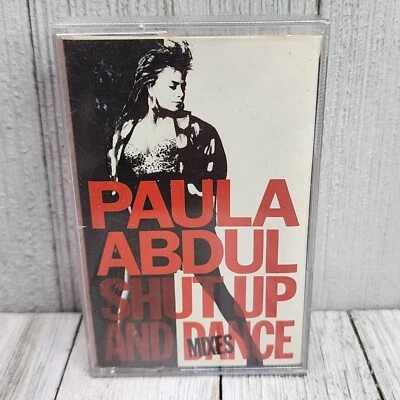 PAULA
ABDUL
SHUT UP
AND DANCE
MIXES